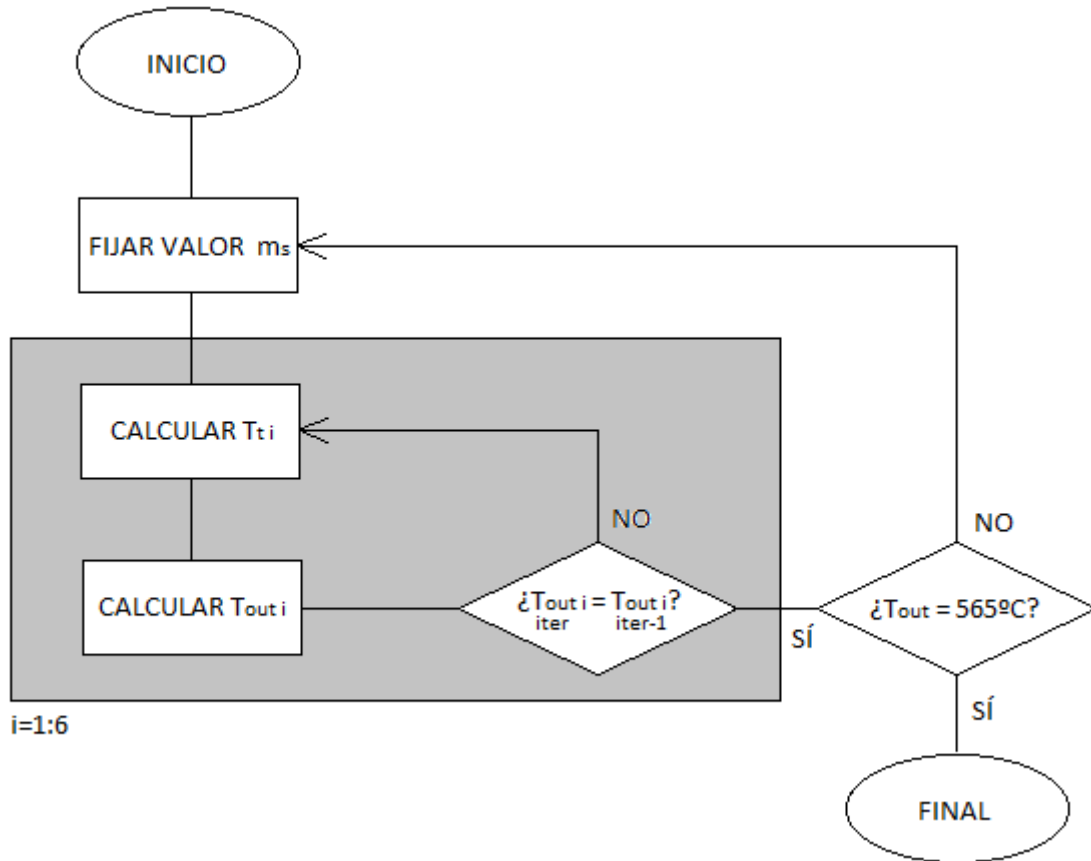 INICIO
FIJAR VALOR ms
CALCULAR Tt i
NO
NO
CALCULAR Tout i
¿Tout i = Tout i?
iter iter-1
¿Tout = 565ºC?
SÍ
i=1:6
SÍ
FINAL